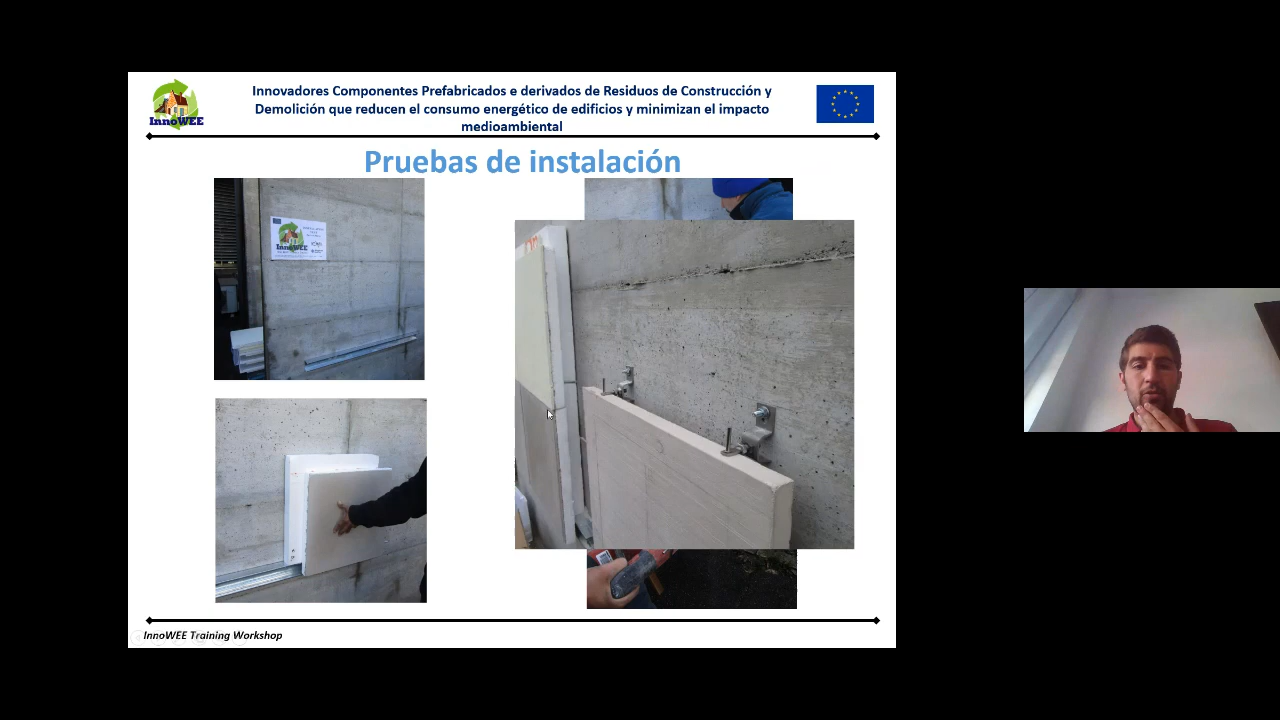 Innovadores Componentes Prefabricados e derivados de Residuos de Construcción y
Demolición que reducen el consumo energético de edificios y minimizan el impacto
medioambiental
InnoWEE
Pruebas de instalación
InnoWEE
InnoWEE Training Workshop